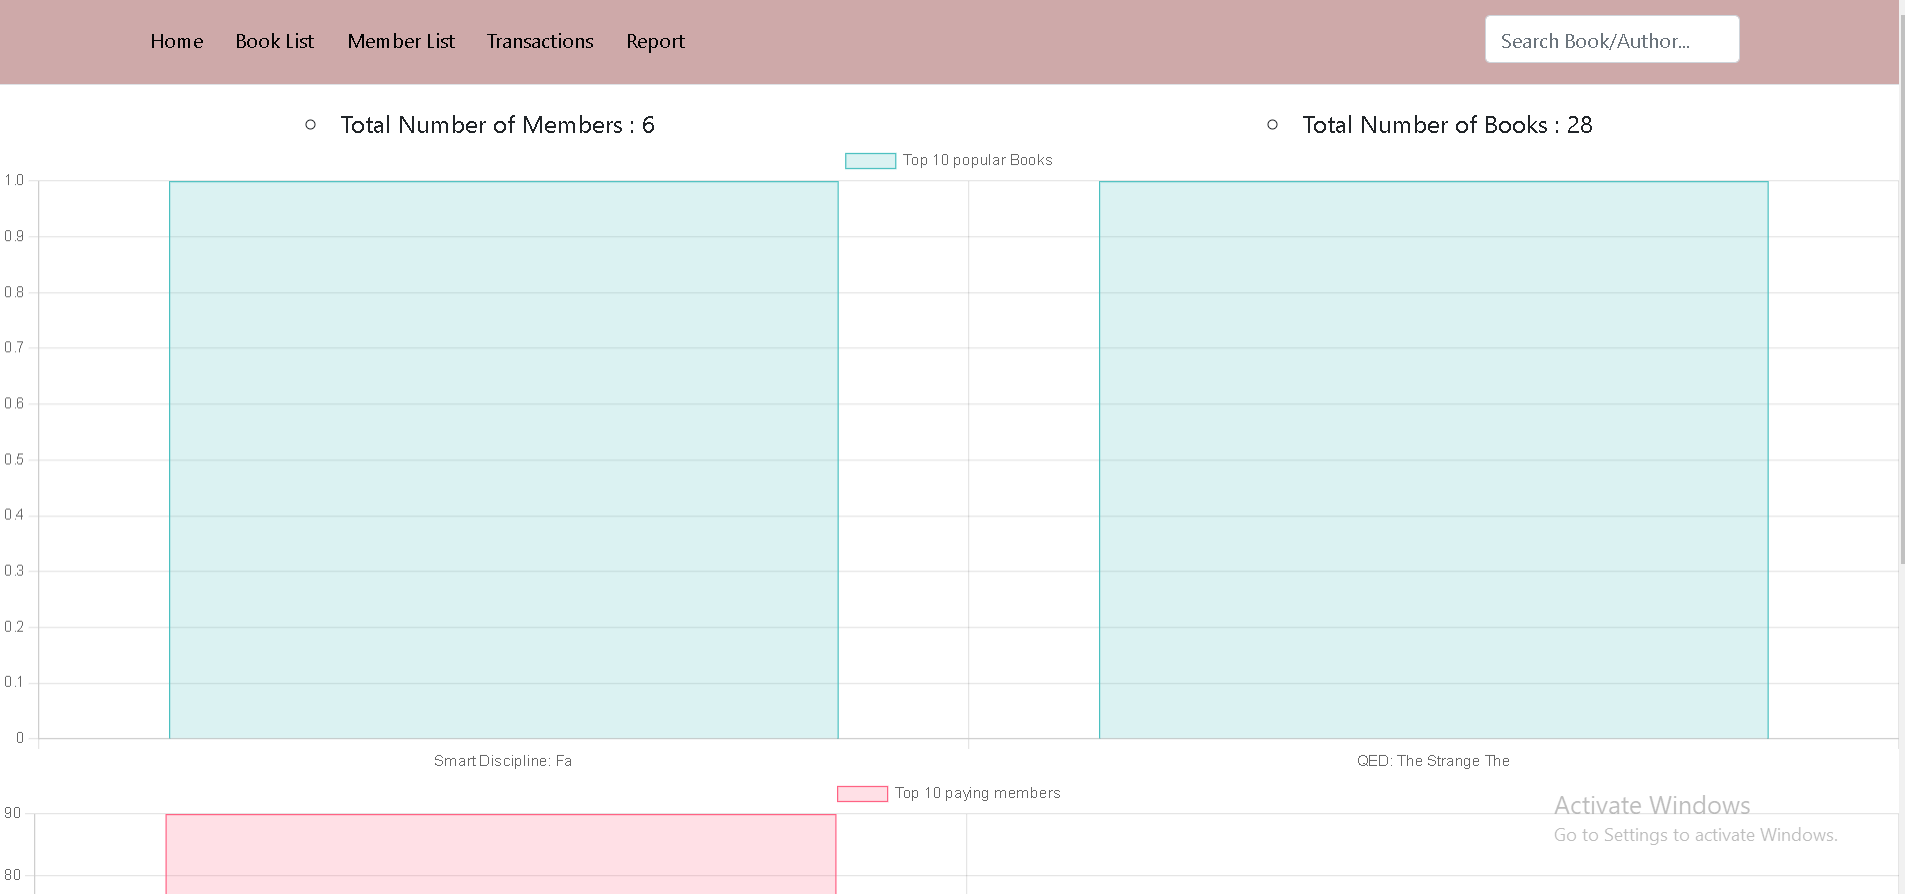 Home Book List Member List Transactions Report Search Book/Author...
Total Number of Members : 6 Total Number of Books : 28
Top 10 popular Books
1.0
0.9
0.8
0.7
0.6
0.5
0.4
0.3
0.2
0.1
0
Smart Discipline: Fa QED: The Strange The
Top 10 paying members
90
80
Activate Windows
Go to Settings to activate Windows.